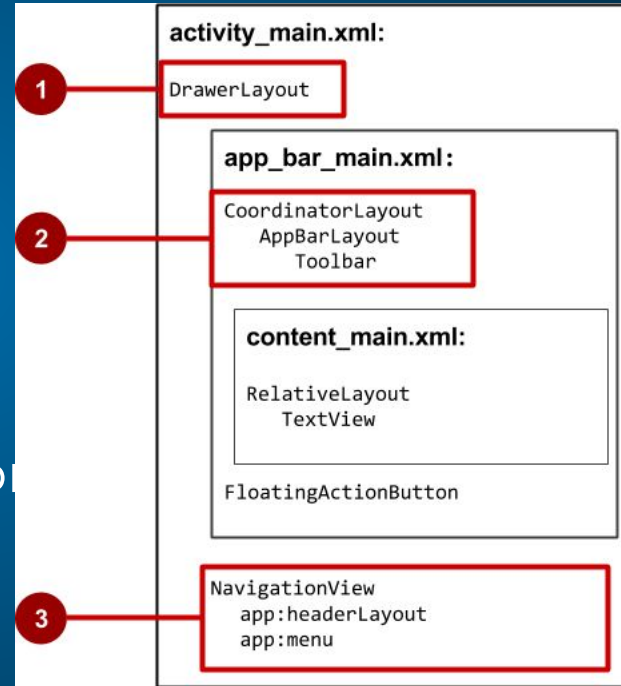 activity_main.xml:
1
DrawerLayout
app_bar_main.xml:
2
CoordinatorLayout
AppBarLayout
Toolbar
content_main.xml:
RelativeLayout
TextView
FloatingActionButton
3
NavigationView
app:headerLayout
app:menu